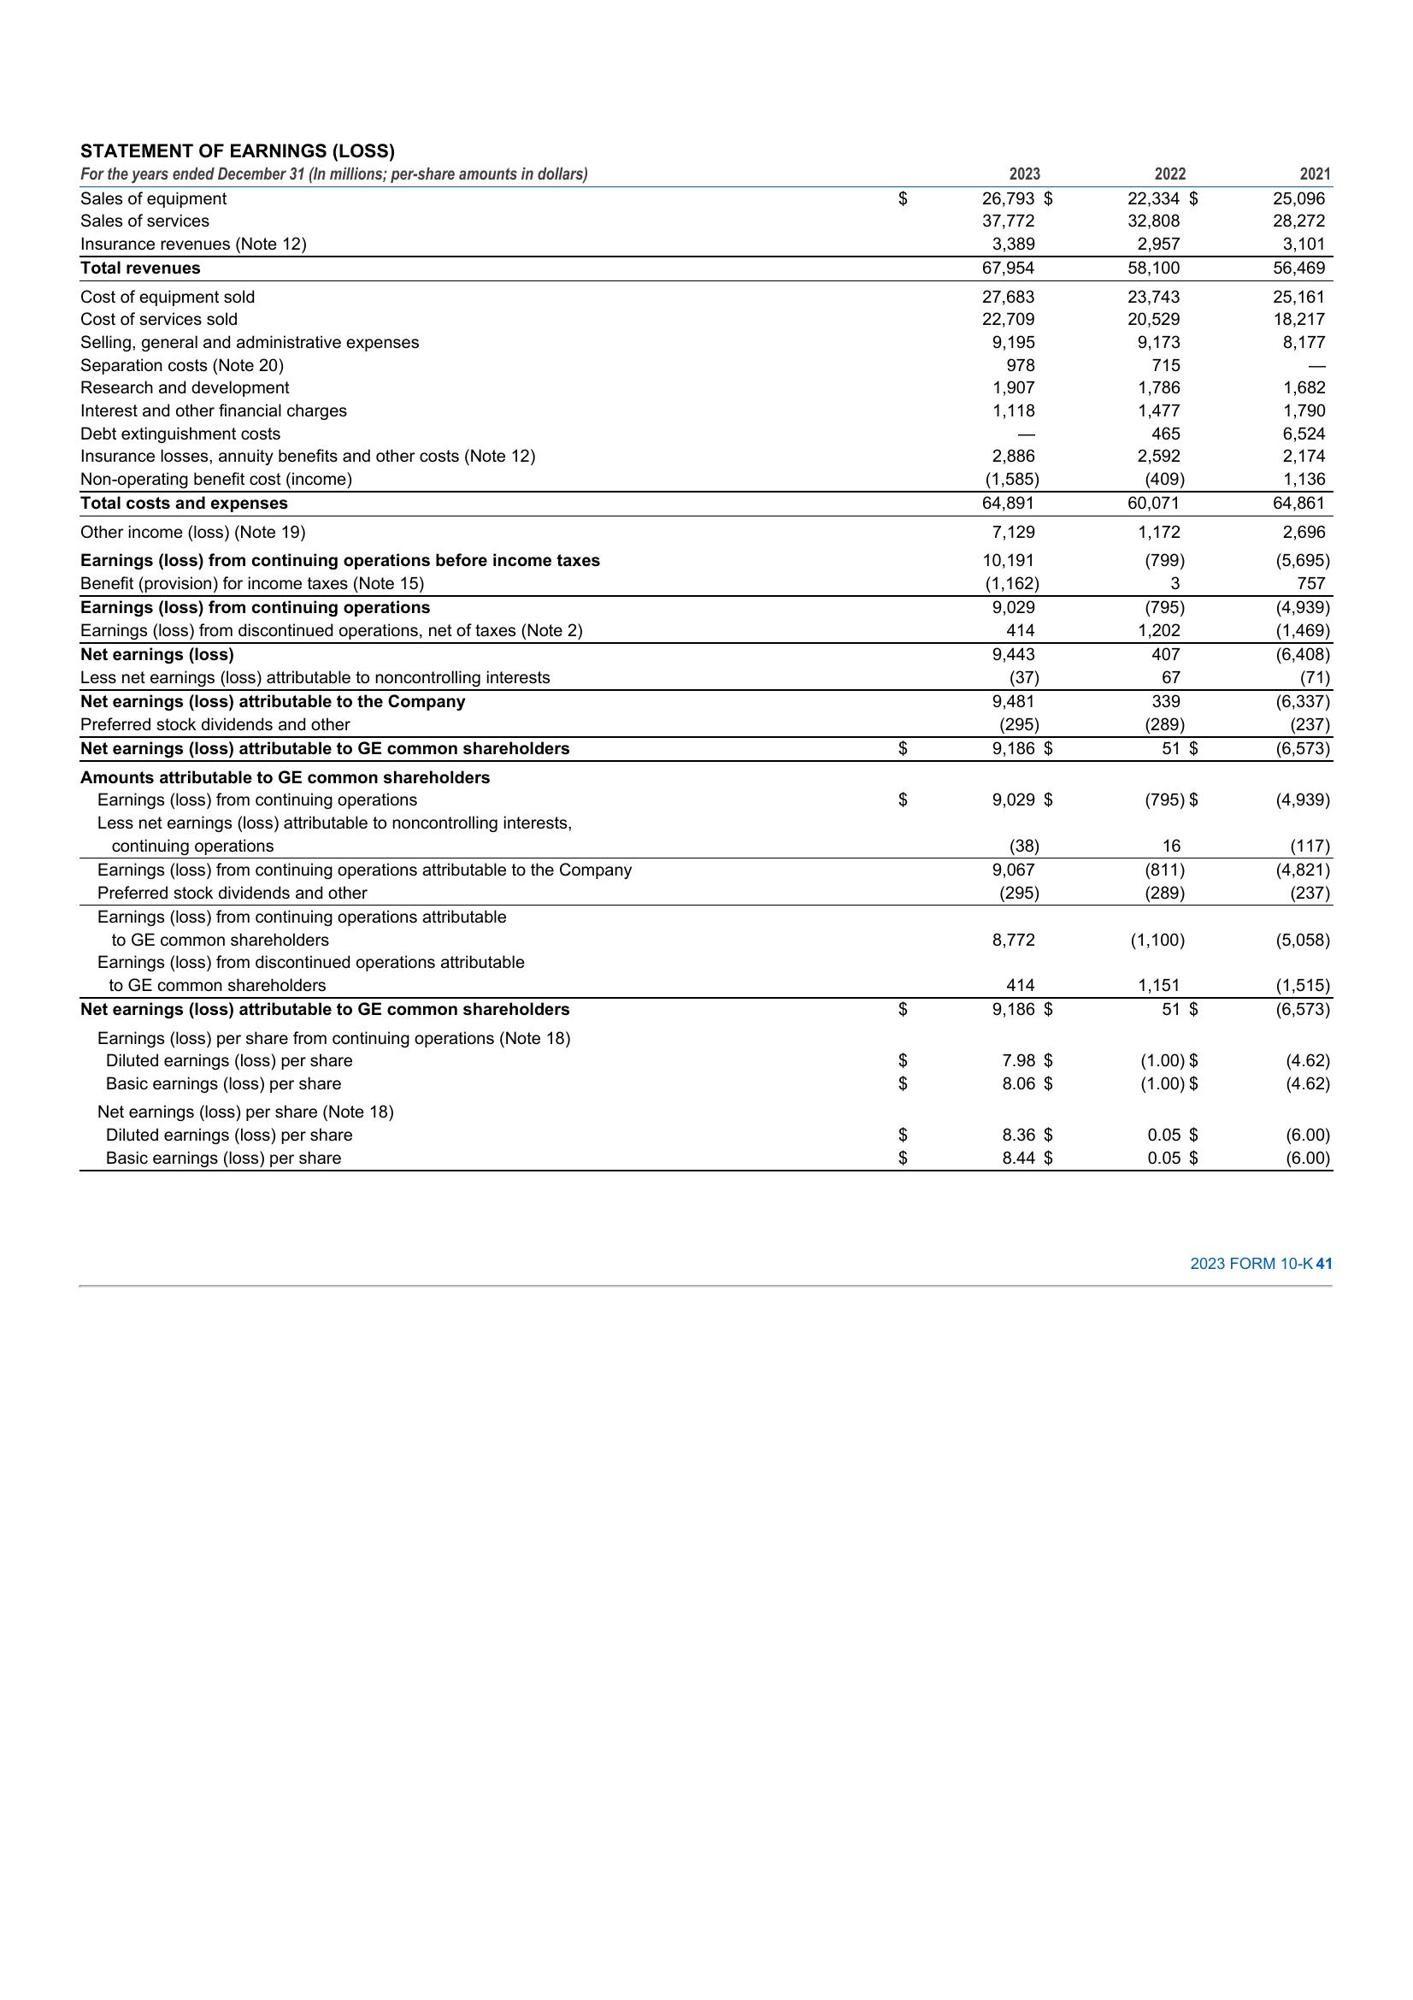 STATEMENT OF EARNINGS (LOSS)
For the years ended December 31 (In millions; per-share amounts in dollars) 2023 2022 2021
Sales of equipment $ 26,793 $ 22,334 $ 25,096
Sales of services 37,772 32,808 28,272
Insurance revenues (Note 12) 3,389 2,957 3,101
Total revenues 67,954 58,100 56,469
Cost of equipment sold 27,683 23,743 25,161
Cost of services sold 22,709 20,529 18,217
Selling, general and administrative expenses 9,195 9,173 8,177
Separation costs (Note 20) 978 715 —
Research and development 1,907 1,786 1,682
Interest and other financial charges 1,118 1,477 1,790
Debt extinguishment costs — 465 6,524
Insurance losses, annuity benefits and other costs (Note 12) 2,886 2,592 2,174
Non-operating benefit cost (income) (1,585) (409) 1,136
Total costs and expenses 64,891 60,071 64,861
Other income (loss) (Note 19) 7,129 1,172 2,696
Earnings (loss) from continuing operations before income taxes 10,191 (799) (5,695)
Benefit (provision) for income taxes (Note 15) (1,162) 3 757
Earnings (loss) from continuing operations 9,029 (795) (4,939)
Earnings (loss) from discontinued operations, net of taxes (Note 2) 414 1,202 (1,469)
Net earnings (loss) 9,443 407 (6,408)
Less net earnings (loss) attributable to noncontrolling interests (37) 67 (71)
Net earnings (loss) attributable to the Company 9,481 339 (6,337)
Preferred stock dividends and other (295) (289) (237)
Net earnings (loss) attributable to GE common shareholders $ 9,186 $ 51 $ (6,573)
Amounts attributable to GE common shareholders
Earnings (loss) from continuing operations $ 9,029 $ (795) $ (4,939)
Less net earnings (loss) attributable to noncontrolling interests,
continuing operations (38) 16 (117)
Earnings (loss) from continuing operations attributable to the Company 9,067 (811) (4,821)
Preferred stock dividends and other (295) (289) (237)
Earnings (loss) from continuing operations attributable
to GE common shareholders 8,772 (1,100) (5,058)
Earnings (loss) from discontinued operations attributable
to GE common shareholders 414 1,151 (1,515)
Net earnings (loss) attributable to GE common shareholders $ 9,186 $ 51 $ (6,573)
Earnings (loss) per share from continuing operations (Note 18)
Diluted earnings (loss) per share $ 7.98 $ (1.00) $ (4.62)
Basic earnings (loss) per share $ 8.06 $ (1.00) $ (4.62)
Net earnings (loss) per share (Note 18)
Diluted earnings (loss) per share $ 8.36 $ 0.05 $ (6.00)
Basic earnings (loss) per share $ 8.44 $ 0.05 $ (6.00)
2023 FORM 10-K 41